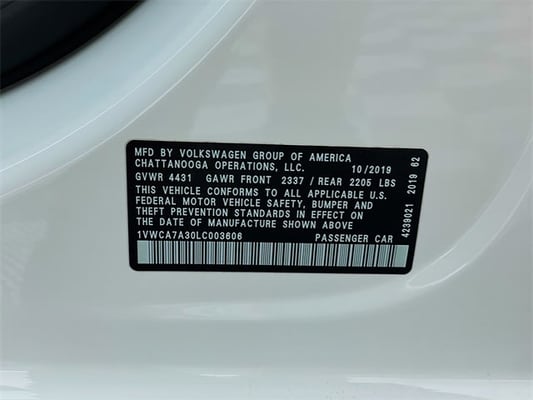 MFD BY VOLKSWAGEN GROUP OF AMERICA
CHATTANOOGA OPERATIONS, LLC. 10/2019
GVWR 4431 GAWR FRONT 2337 / REAR 2205 LBS
THIS VEHICLE CONFORMS TO ALL APPLICABLE U.S.
FEDERAL MOTOR VEHICLE SAFETY, BUMPER AND
THEFT PREVENTION STANDARDS IN EFFECT ON
THE DATE OF MANUFACTURE SHOWN ABOVE
1VWCA7A30LC003606 PASSENGER CAR
4239021 2019 62